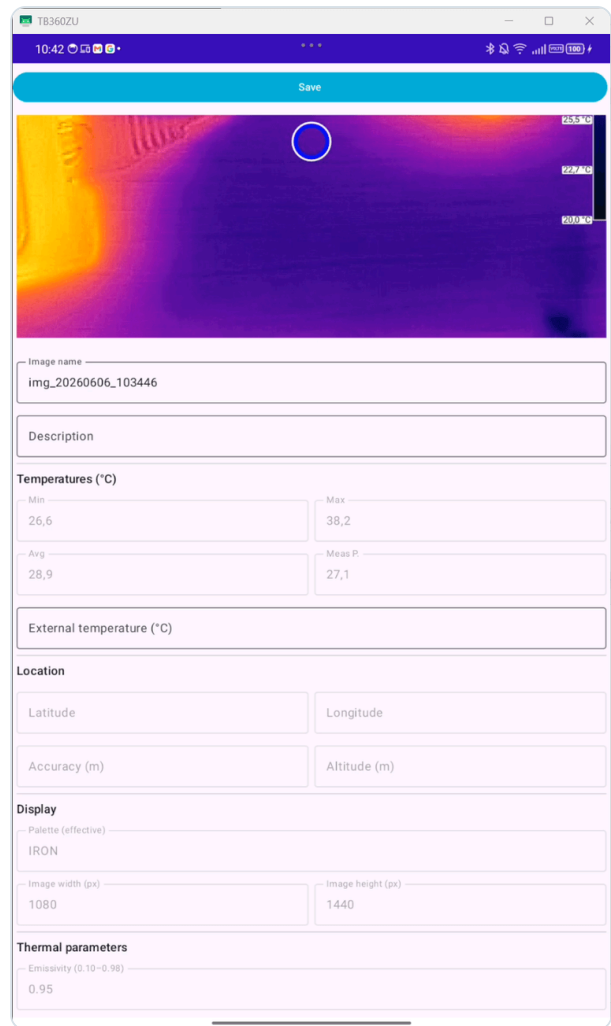 TB360ZU
10:42
100
Save
25,5 °C
22,7 °C
20,0 °C
Image name
img_20260606_103446
Description
Temperatures (°C)
Min
Max
26,6
38,2
Avg
Meas P.
28,9
27,1
External temperature (°C)
Location
Latitude
Longitude
Accuracy (m)
Altitude (m)
Display
Palette (effective)
IRON
Image width (px)
Image height (px)
1080
1440
Thermal parameters
Emissivity (0.10–0.98)
0.95